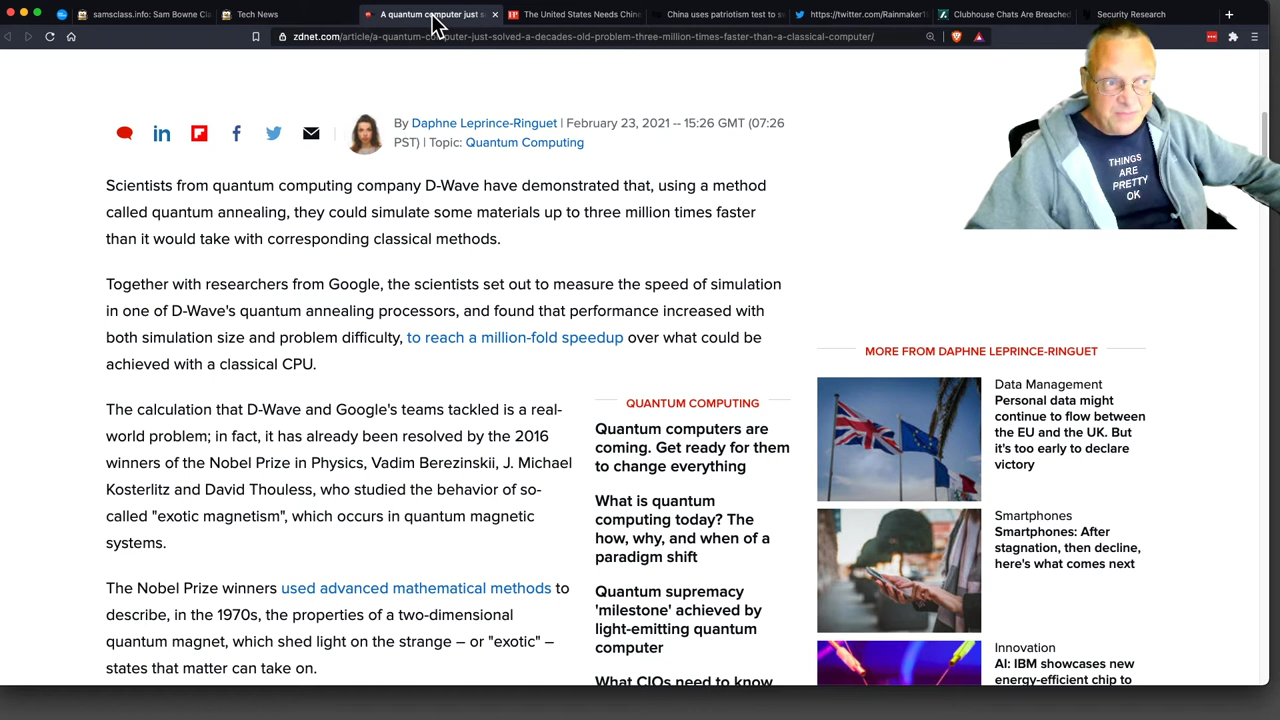 samsclass.info: Sam Bowne Cl
Tech News
A quantum computer just s
The United States Needs Chine
China uses patriotism test to s
https://twitter.com/Rainmaker1
Clubhouse Chats Are Breached
Security Research
zdnet.com/article/a-quantum-computer-just-solved-a-decades-old-problem-three-million-times-faster-than-a-classical-computer/
By Daphne Leprince-Ringuet | February 23, 2021 -- 15:26 GMT (07:26
PST) | Topic: Quantum Computing
THINGS
ARE
PRETTY
OK
Scientists from quantum computing company D-Wave have demonstrated that, using a method
called quantum annealing, they could simulate some materials up to three million times faster
than it would take with corresponding classical methods.
Together with researchers from Google, the scientists set out to measure the speed of simulation
in one of D-Wave's quantum annealing processors, and found that performance increased with
both simulation size and problem difficulty, to reach a million-fold speedup over what could be
achieved with a classical CPU.
The calculation that D-Wave and Google's teams tackled is a real-
world problem; in fact, it has already been resolved by the 2016
winners of the Nobel Prize in Physics, Vadim Berezinskii, J. Michael
Kosterlitz and David Thouless, who studied the behavior of so-
called "exotic magnetism", which occurs in quantum magnetic
systems.
The Nobel Prize winners used advanced mathematical methods to
describe, in the 1970s, the properties of a two-dimensional
quantum magnet, which shed light on the strange – or "exotic" –
states that matter can take on.
QUANTUM COMPUTING
Quantum computers are
coming. Get ready for them
to change everything
What is quantum
computing today? The
how, why, and when of a
paradigm shift
Quantum supremacy
'milestone' achieved by
light-emitting quantum
computer
What CIOs need to know
MORE FROM DAPHNE LEPRINCE-RINGUET
Data Management
Personal data might
continue to flow between
the EU and the UK. But
it's too early to declare
victory
Smartphones
Smartphones: After
stagnation, then decline,
here's what comes next
Innovation
AI: IBM showcases new
energy-efficient chip to